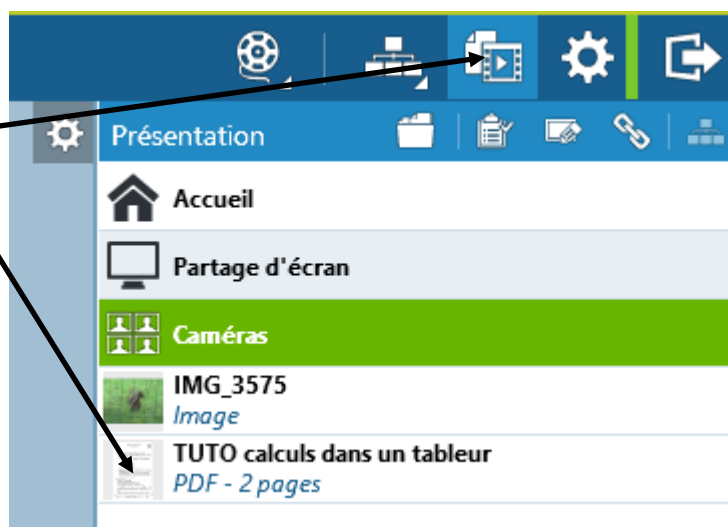 Présentation
Accueil
Partage d'écran
Caméras
IMG_3575
Image
TUTO calculs dans un tableur
PDF - 2 pages